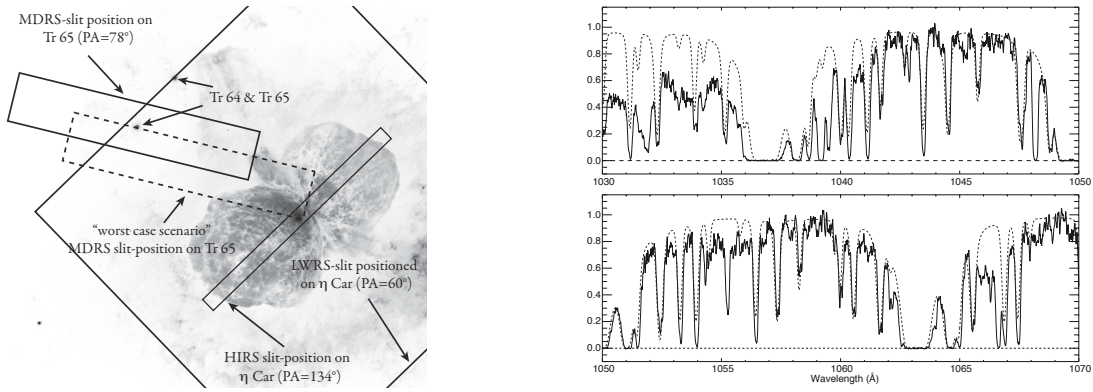 MDRS-slit position on
Tr 65 (PA=78°)
Tr 64 & Tr 65
“worst case scenario”
MDRS slit-position on Tr 65
LWRS-slit positioned
on η Car (PA=60°)
HIRS slit-position on
η Car (PA=134°)
1.0
0.8
0.6
0.4
0.2
0.0
1030 1035 1040 1045 1050
1.0
0.8
0.6
0.4
0.2
0.0
1050 1055 1060 1065 1070
Wavelength (Å)